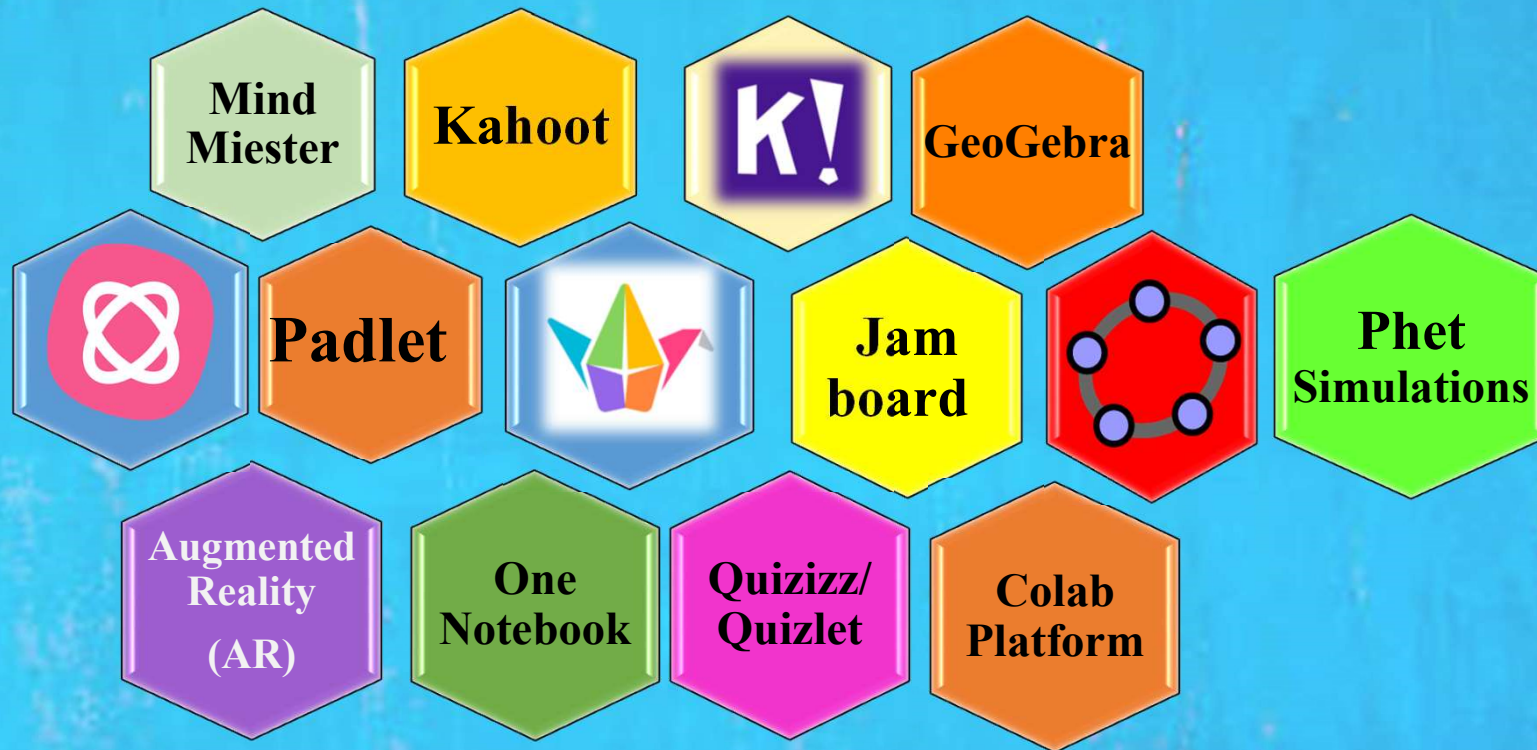 Mind
Miester
Kahoot
K!
GeoGebra
Padlet
Jam
board
Phet
Simulations
Augmented
Reality
(AR)
One
Notebook
Quizizz/
Quizlet
Colab
Platform